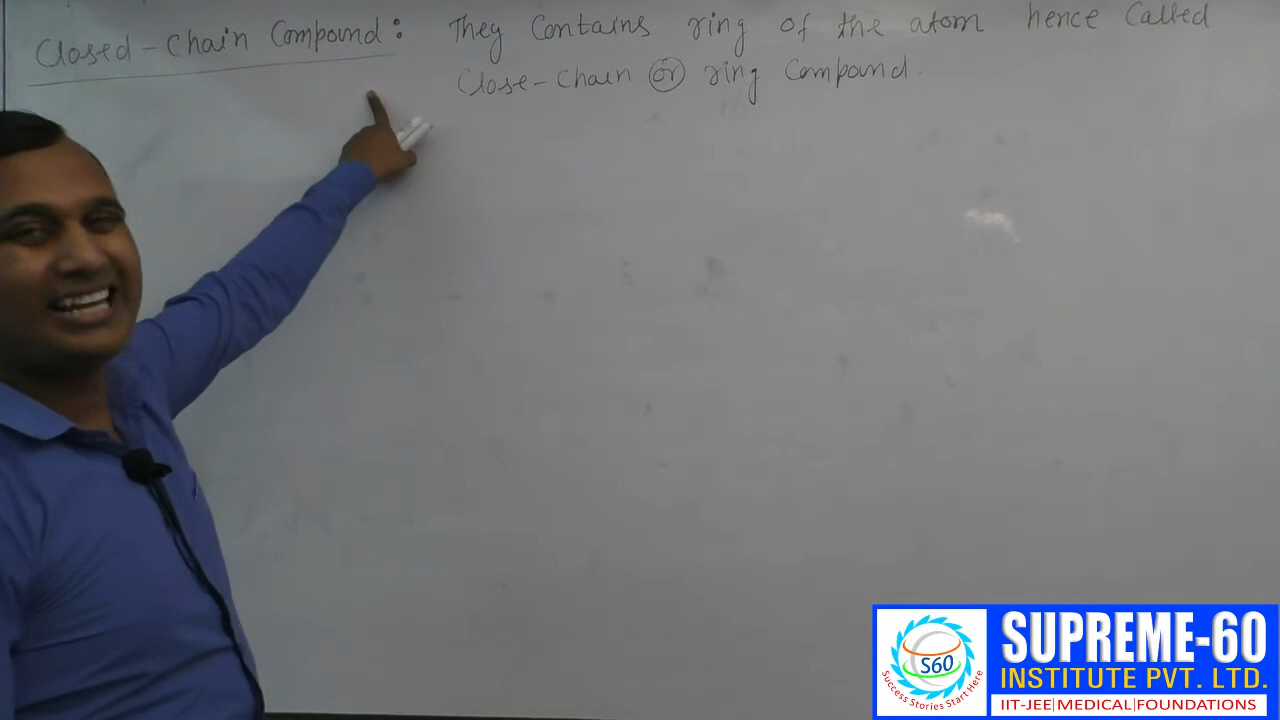 Closed-Chain Compound: They Contains ring of the atom hence Called
Close-Chain or ring Compound.
S60
Success Stories Start Here
SUPREME-60
INSTITUTE PVT. LTD.
IIT-JEE|MEDICAL|FOUNDATIONS